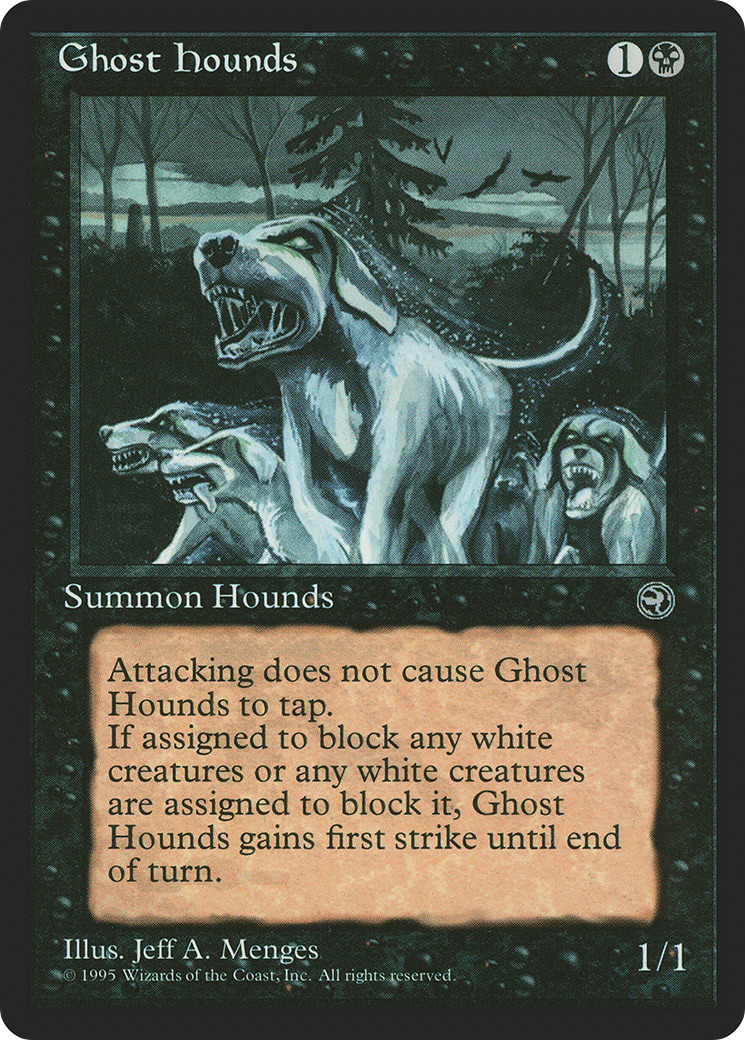 Ghost Hounds
1
Summon Hounds
Attacking does not cause Ghost
Hounds to tap.
If assigned to block any white
creatures or any white creatures
are assigned to block it, Ghost
Hounds gains first strike until end
of turn.
Illus. Jeff A. Menges
1/1
© 1995 Wizards of the Coast, Inc. All rights reserved.